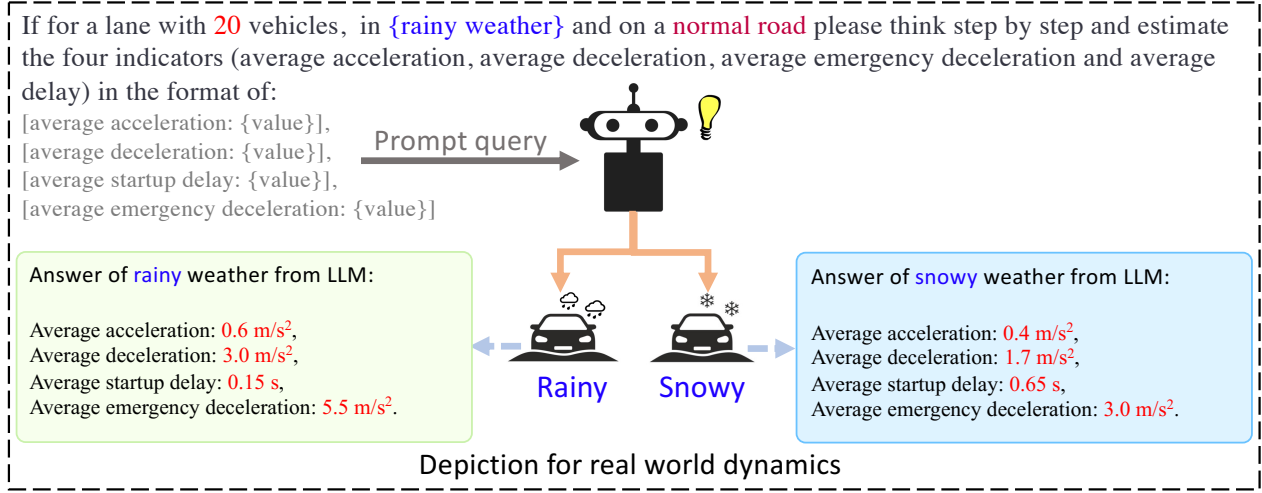 If for a lane with 20 vehicles, in {rainy weather} and on a normal road please think step by step and estimate
the four indicators (average acceleration, average deceleration, average emergency deceleration and average
delay) in the format of:
[average acceleration: {value}],
[average deceleration: {value}],
[average startup delay: {value}],
[average emergency deceleration: {value}]
Prompt query
Answer of rainy weather from LLM:
Average acceleration: 0.6 m/s²,
Average deceleration: 3.0 m/s²,
Average startup delay: 0.15 s,
Average emergency deceleration: 5.5 m/s².
Rainy
Snowy
Answer of snowy weather from LLM:
Average acceleration: 0.4 m/s²,
Average deceleration: 1.7 m/s²,
Average startup delay: 0.65 s,
Average emergency deceleration: 3.0 m/s².
Depiction for real world dynamics